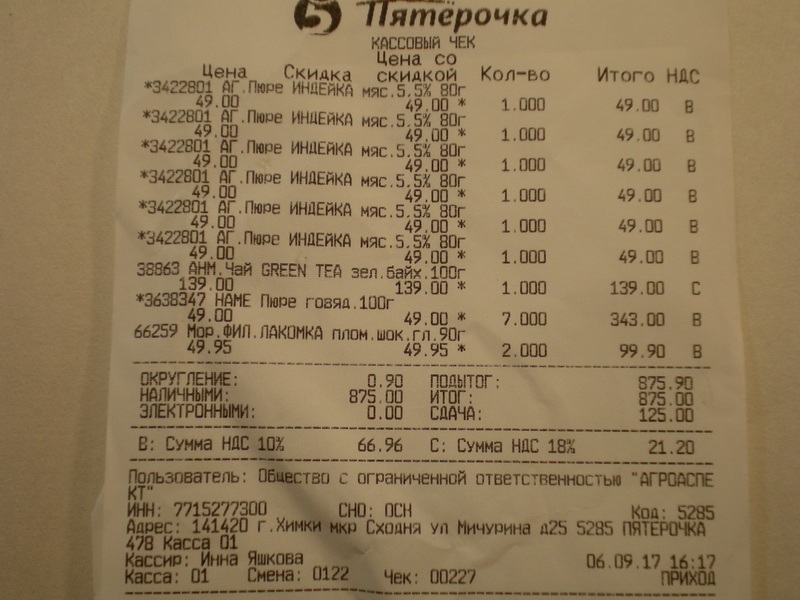 5 Пятёрочка
КАССОВЫЙ ЧЕК
Цена Скидка Цена со скидкой Кол-во Итого НДС
*3422801 АГ.Пюре ИНДЕЙКА мяс.5,5% 80г
49.00 49.00 * 1.000 49.00 В
*3422801 АГ.Пюре ИНДЕЙКА мяс.5,5% 80г
49.00 49.00 * 1.000 49.00 В
*3422801 АГ.Пюре ИНДЕЙКА мяс.5,5% 80г
49.00 49.00 * 1.000 49.00 В
*3422801 АГ.Пюре ИНДЕЙКА мяс.5,5% 80г
49.00 49.00 * 1.000 49.00 В
*3422801 АГ.Пюре ИНДЕЙКА мяс.5,5% 80г
49.00 49.00 * 1.000 49.00 В
*3422801 АГ.Пюре ИНДЕЙКА мяс.5,5% 80г
49.00 49.00 * 1.000 49.00 В
38863 АНМ.Чай GREEN TEA зел.байх.100г
139.00 139.00 * 1.000 139.00 С
*3638347 НАМЕ Пюре говяд.100г
49.00 49.00 * 7.000 343.00 В
66259 Мор.ФИЛ.ЛАКОМКА плом.шок.гл.90г
49.95 49.95 * 2.000 99.90 В
ОКРУГЛЕНИЕ: 0.90 ПОДЫТОГ: 875.90
НАЛИЧНЫМИ: 875.00 ИТОГ: 875.00
ЭЛЕКТРОННЫМИ: 0.00 СДАЧА: 125.00
В: Сумма НДС 10% 66.96 С: Сумма НДС 18% 21.20
Пользователь: Общество с ограниченной ответственностью "АГРОАСПЕ
КТ"
ИНН: 7715277300 СНО: ОСН Код: 5285
Адрес: 141420 г.Химки мкр Сходня ул Мичурина д25 5285 ПЯТЕРОЧКА
478 Касса 01
Кассир: Инна Яшкова 06.09.17 16:17
Касса: 01 Смена: 0122 Чек: 00227 ПРИХОД